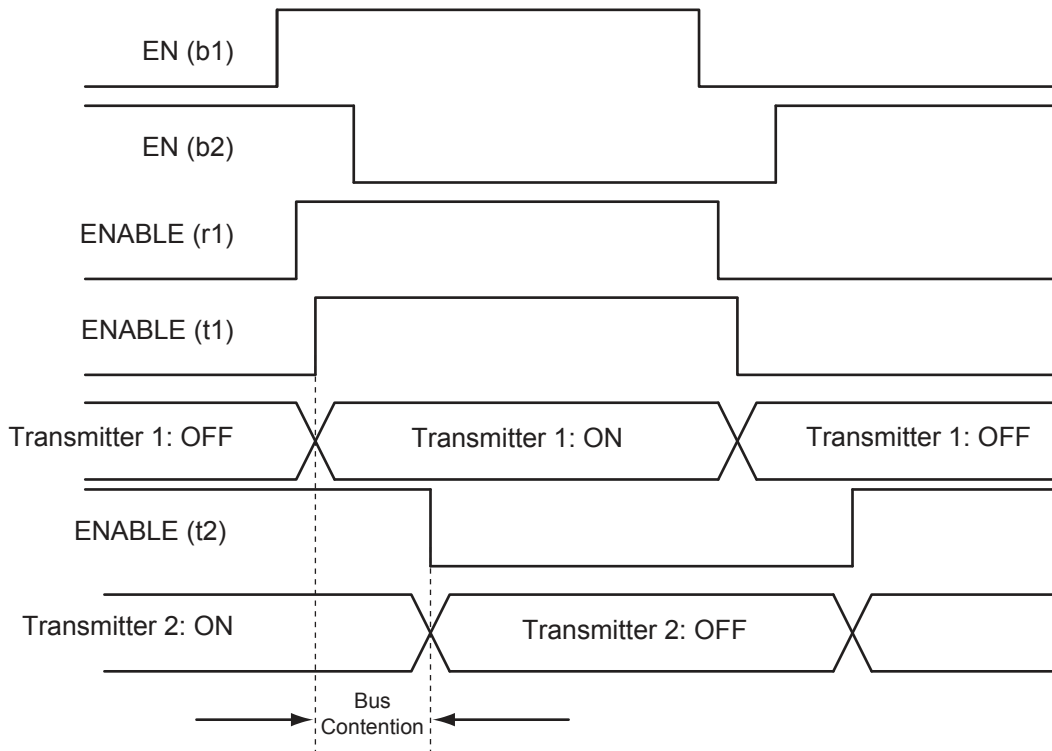 EN (b1)
EN (b2)
ENABLE (r1)
ENABLE (t1)
Transmitter 1: OFF
Transmitter 1: ON
Transmitter 1: OFF
ENABLE (t2)
Transmitter 2: ON
Transmitter 2: OFF
Bus
Contention